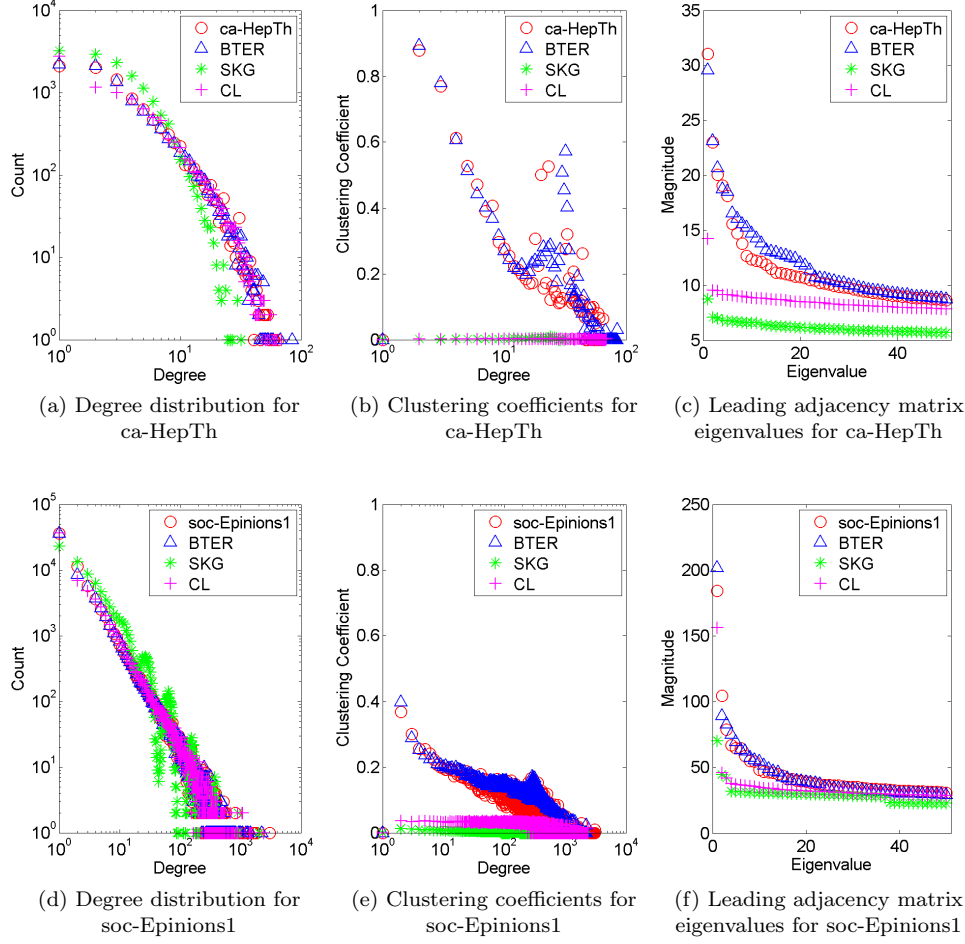 10^4
10^3
10^2
10^1
10^0
10^0
10^1
10^2
Count
Degree
ca-HepTh
BTER
SKG
CL
1
0.8
0.6
0.4
0.2
0
10^0
10^1
10^2
Clustering Coefficient
Degree
ca-HepTh
BTER
SKG
CL
35
30
25
20
15
10
5
0
20
40
Magnitude
Eigenvalue
ca-HepTh
BTER
SKG
CL
(a) Degree distribution for
ca-HepTh
(b) Clustering coefficients for
ca-HepTh
(c) Leading adjacency matrix
eigenvalues for ca-HepTh
10^5
10^4
10^3
10^2
10^1
10^0
10^0
10^1
10^2
10^3
10^4
Count
Degree
soc-Epinions1
BTER
SKG
CL
1
0.8
0.6
0.4
0.2
0
10^0
10^1
10^2
10^3
10^4
Clustering Coefficient
Degree
soc-Epinions1
BTER
SKG
CL
250
200
150
100
50
0
0
20
40
Magnitude
Eigenvalue
soc-Epinions1
BTER
SKG
CL
(d) Degree distribution for
soc-Epinions1
(e) Clustering coefficients for
soc-Epinions1
(f) Leading adjacency matrix
eigenvalues for soc-Epinions1